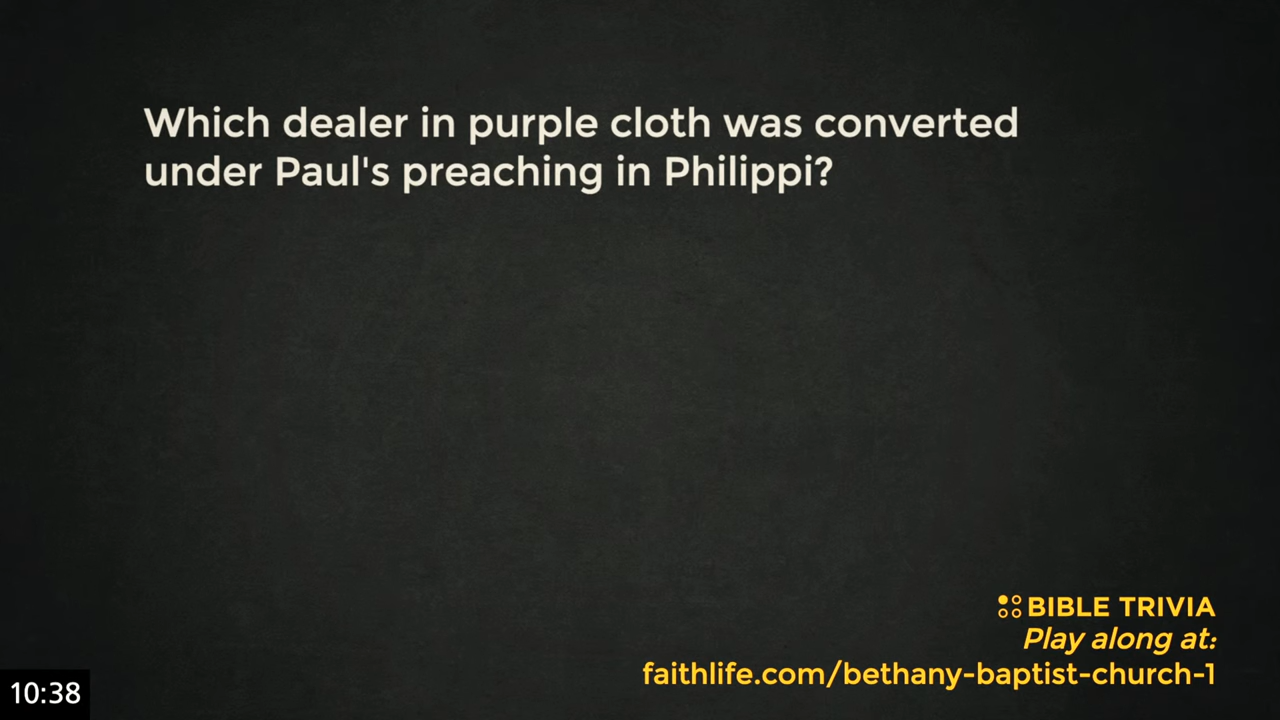 Which dealer in purple cloth was converted
under Paul's preaching in Philippi?
BIBLE TRIVIA
Play along at:
faithlife.com/bethany-baptist-church-1
10:38